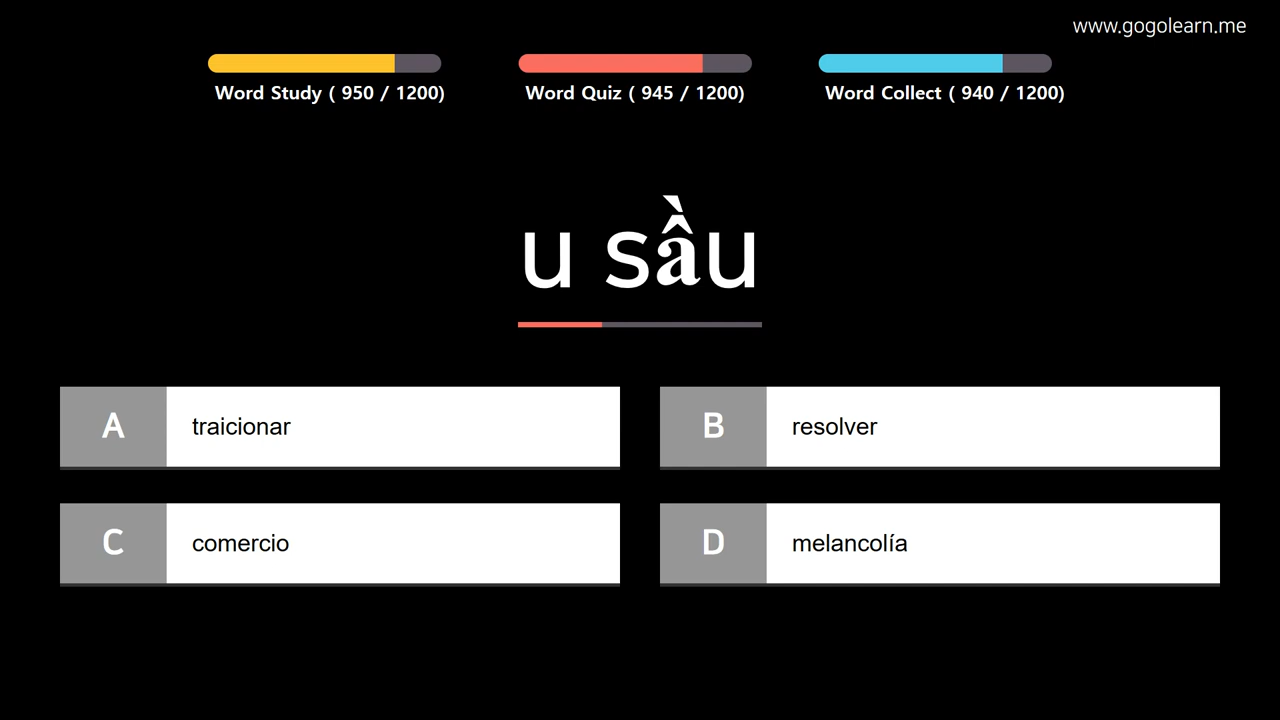 www.gogolearn.me
Word Study ( 950 / 1200)
Word Quiz ( 945 / 1200)
Word Collect ( 940 / 1200)
u sầu
A traicionar
B resolver
C comercio
D melancolía